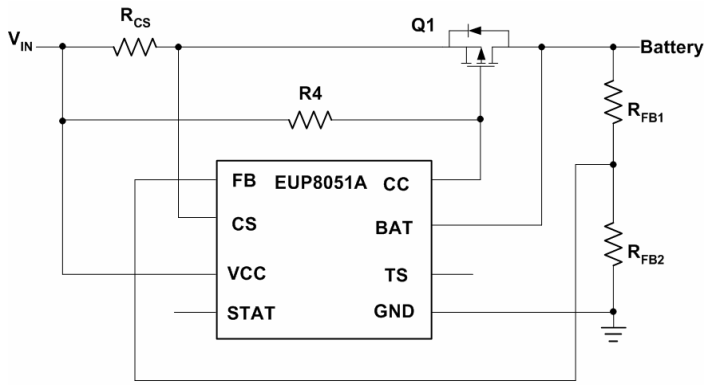 R_CS
Q1
V_IN
Battery
R4
R_FB1
FB EUP8051A CC
CS
BAT
R_FB2
VCC TS
STAT GND